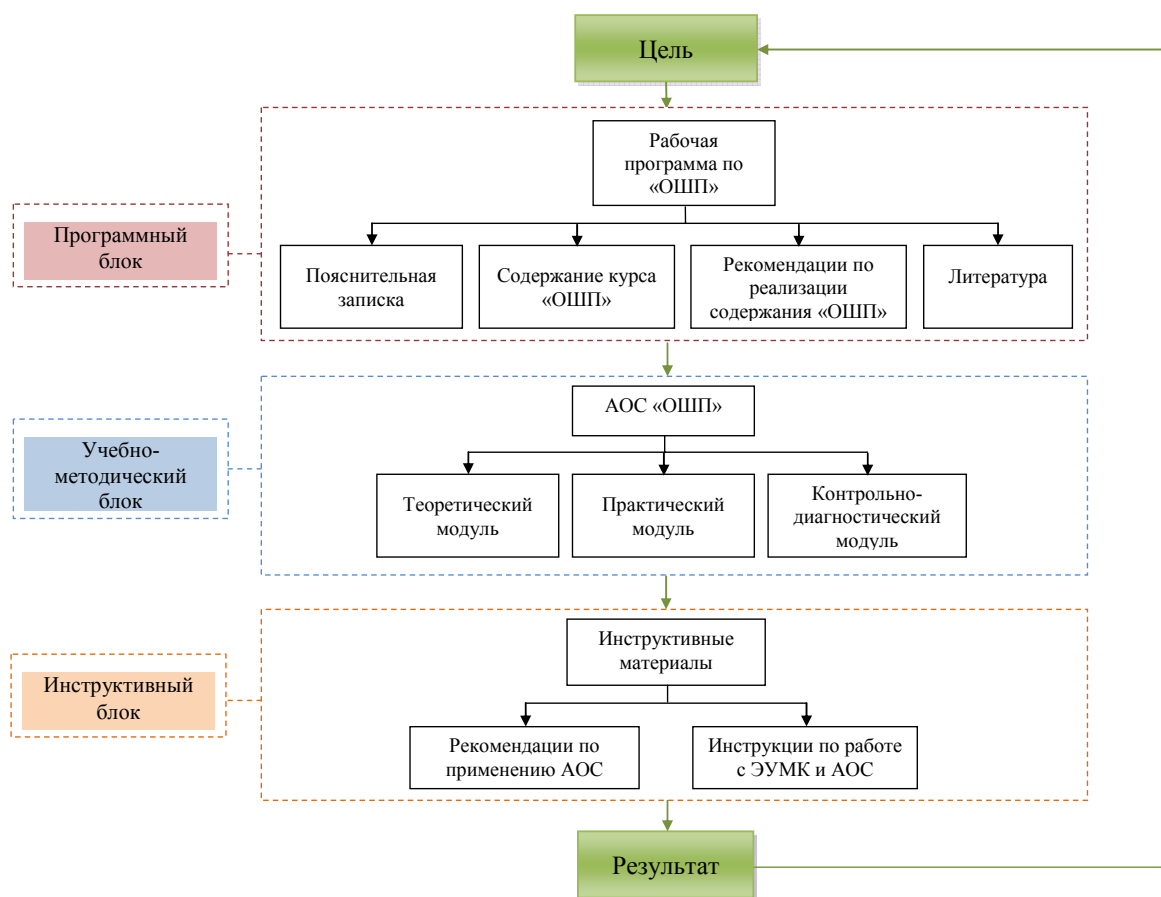 Цель
Рабочая
программа по
«ОШП»
Программный
блок
Пояснительная
записка
Содержание курса
«ОШП»
Рекомендации по
реализации
содержания «ОШП»
Литература
АОС «ОШП»
Учебно-
методический
блок
Теоретический
модуль
Практический
модуль
Контрольно-
диагностический
модуль
Инструктивные
материалы
Инструктивный
блок
Рекомендации по
применению АОС
Инструкции по работе
с ЭУМК и АОС
Результат